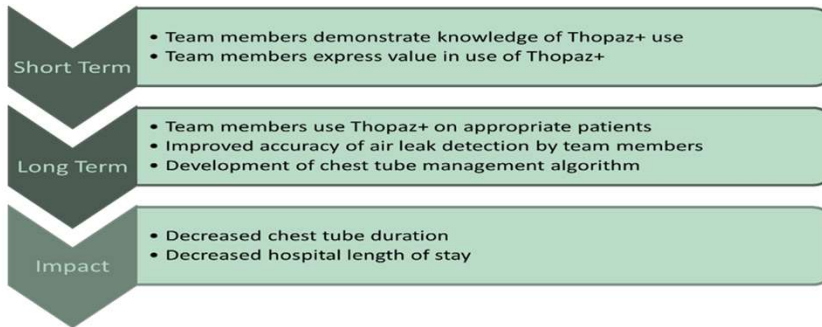 Short Term
• Team members demonstrate knowledge of Thopaz+ use
• Team members express value in use of Thopaz+
Long Term
• Team members use Thopaz+ on appropriate patients
• Improved accuracy of air leak detection by team members
• Development of chest tube management algorithm
Impact
• Decreased chest tube duration
• Decreased hospital length of stay